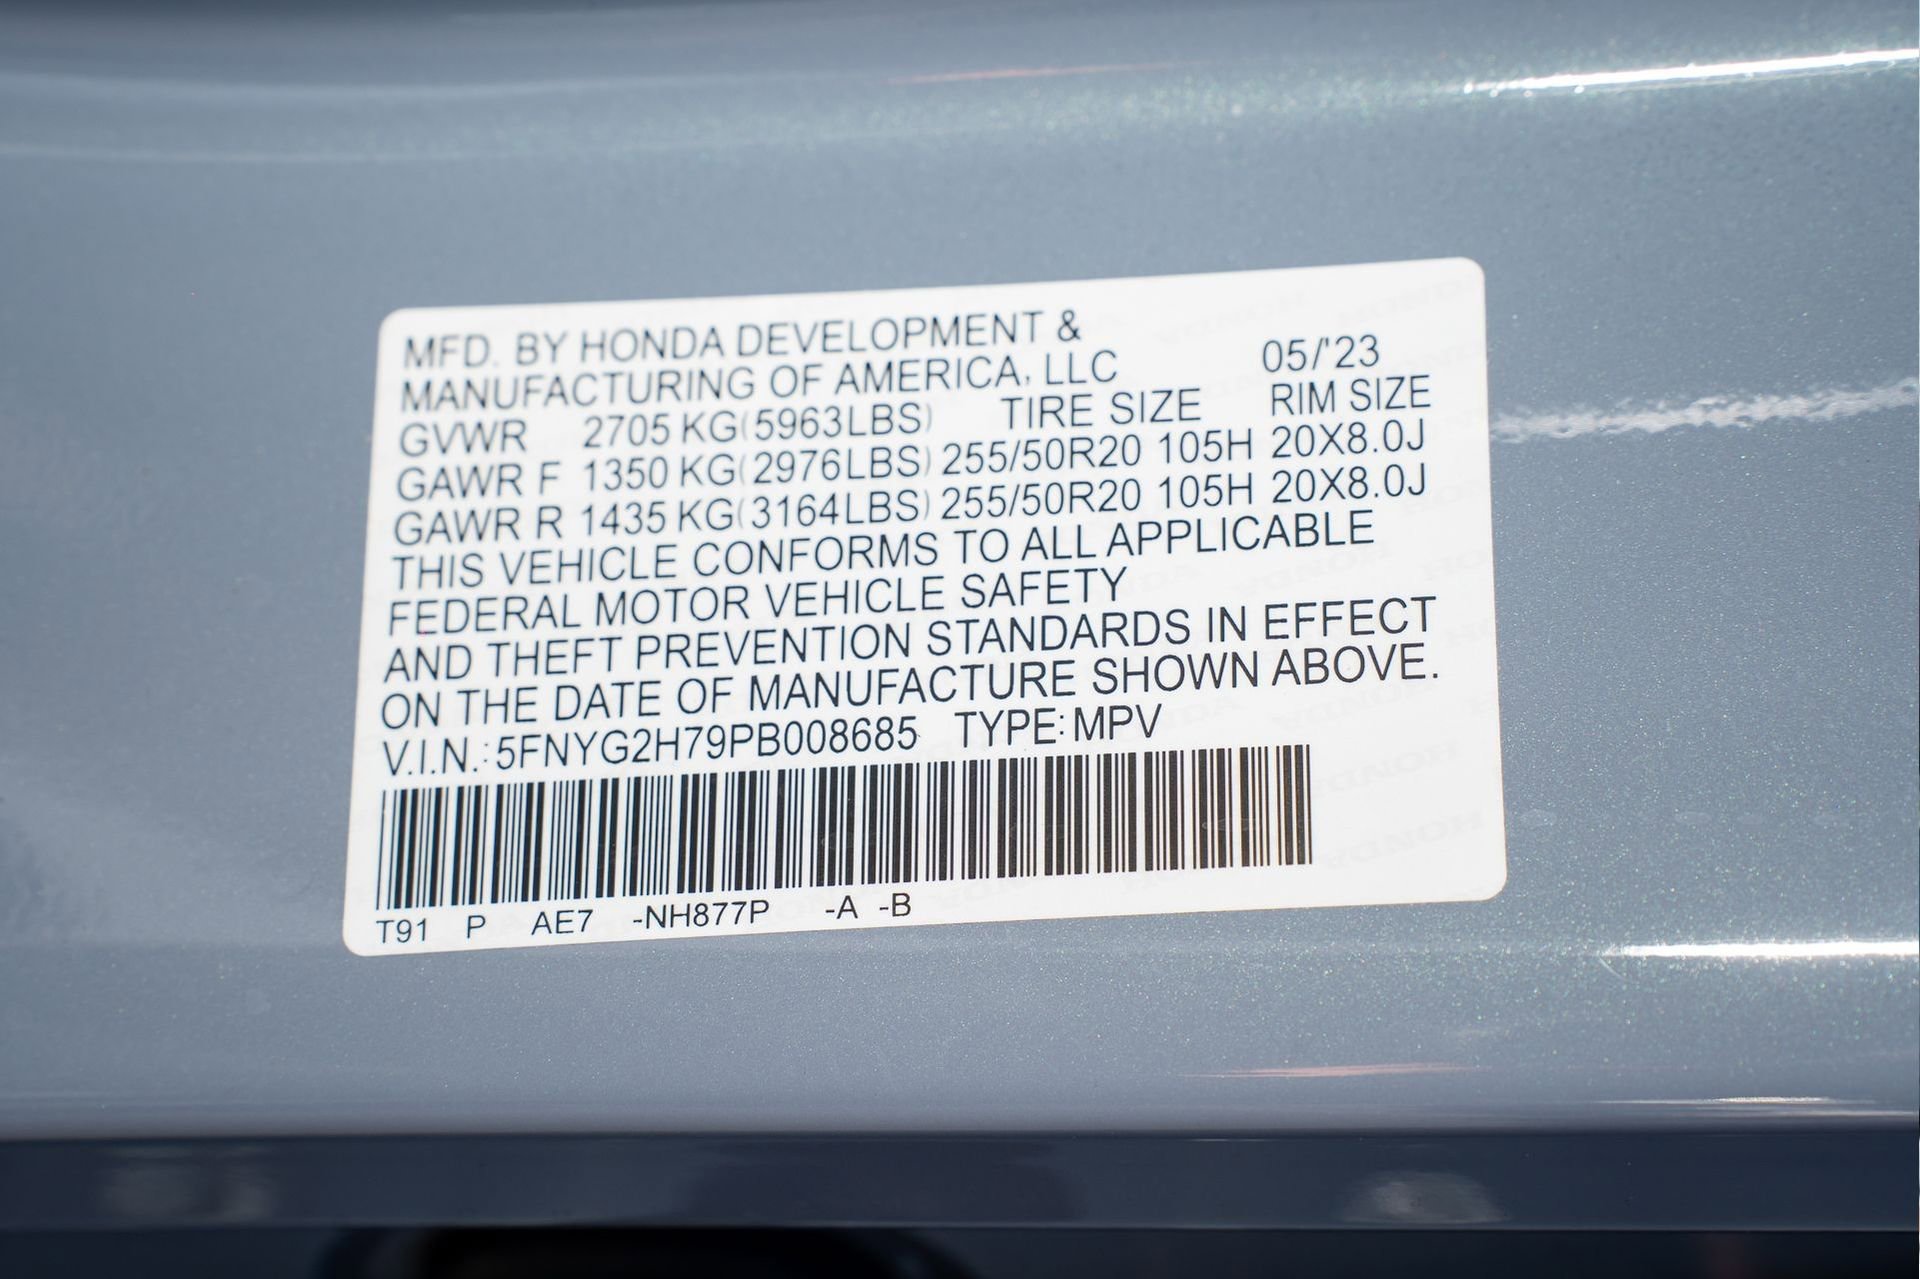 MFD. BY HONDA DEVELOPMENT &
MANUFACTURING OF AMERICA, LLC 05/'23
GVWR 2705 KG(5963LBS) TIRE SIZE RIM SIZE
GAWR F 1350 KG(2976LBS) 255/50R20 105H 20X8.0J
GAWR R 1435 KG(3164LBS) 255/50R20 105H 20X8.0J
THIS VEHICLE CONFORMS TO ALL APPLICABLE
FEDERAL MOTOR VEHICLE SAFETY
AND THEFT PREVENTION STANDARDS IN EFFECT
ON THE DATE OF MANUFACTURE SHOWN ABOVE.
V.I.N.: 5FNYG2H79PB008685 TYPE: MPV
T91 P AE7 -NH877P -A -B